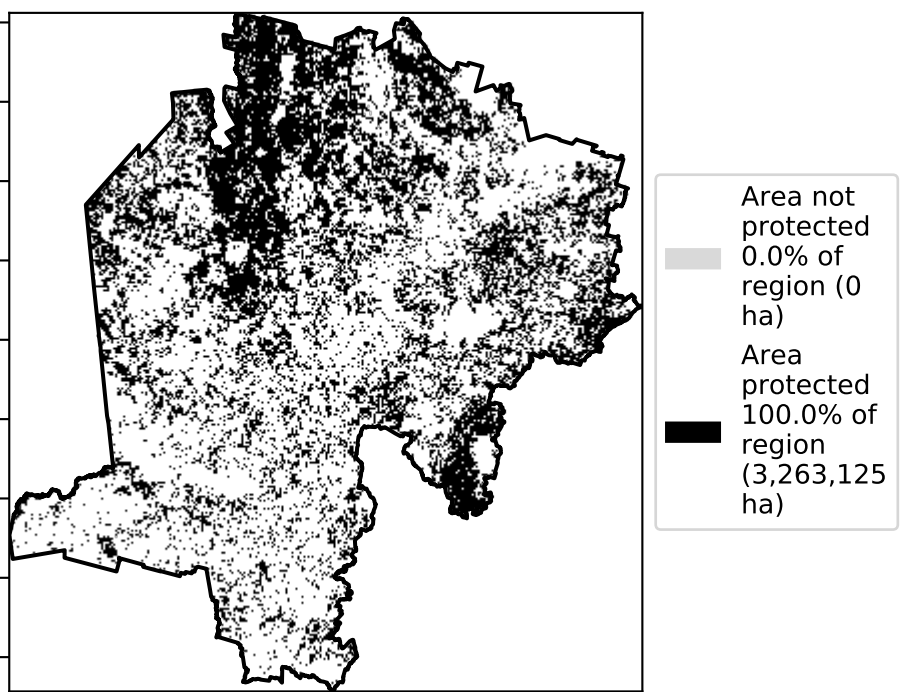 Area not
protected
0.0% of
region (0
ha)
Area
protected
100.0% of
region
(3,263,125
ha)